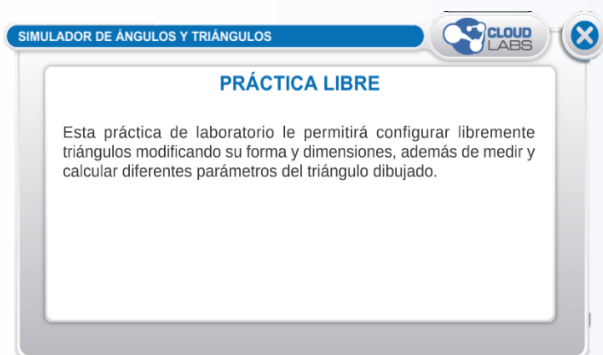 SIMULADOR DE ÁNGULOS Y TRIÁNGULOS
CLOUD
LABS
PRÁCTICA LIBRE
Esta práctica de laboratorio le permitirá configurar libremente
triángulos modificando su forma y dimensiones, además de medir y
calcular diferentes parámetros del triángulo dibujado.